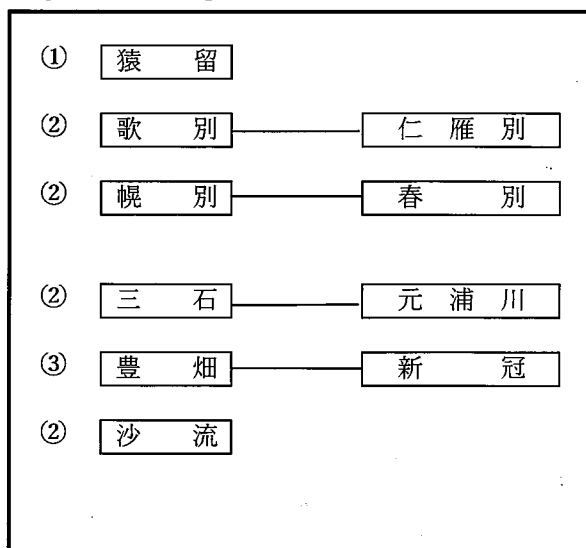 ① 猿留
② 歌別 仁雁別
② 幌別 春別
② 三石 元浦川
③ 豊畑 新冠
② 沙流